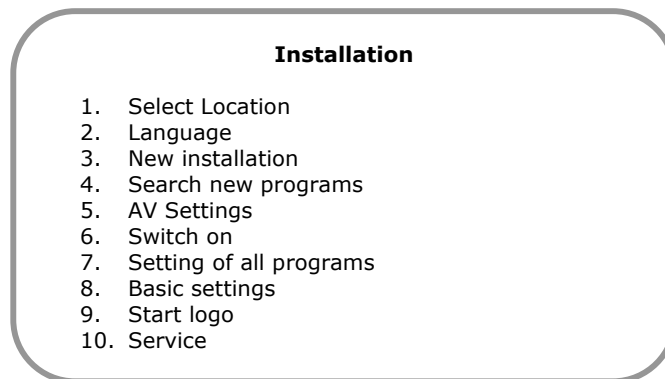 Installation
1. Select Location
2. Language
3. New installation
4. Search new programs
5. AV Settings
6. Switch on
7. Setting of all programs
8. Basic settings
9. Start logo
10. Service